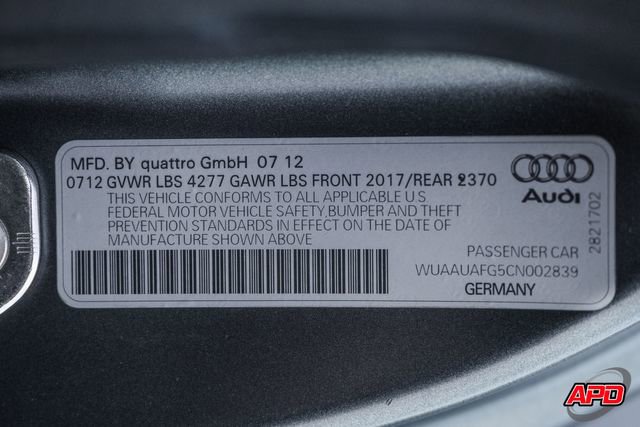 MFD. BY quattro GmbH 07 12
0712 GVWR LBS 4277 GAWR LBS FRONT 2017/REAR 2370
THIS VEHICLE CONFORMS TO ALL APPLICABLE U.S
FEDERAL MOTOR VEHICLE SAFETY,BUMPER AND THEFT
PREVENTION STANDARDS IN EFFECT ON THE DATE OF
MANUFACTURE SHOWN ABOVE
Audi
2821702
PASSENGER CAR
WUAAUAFG5CN002839
GERMANY
APD